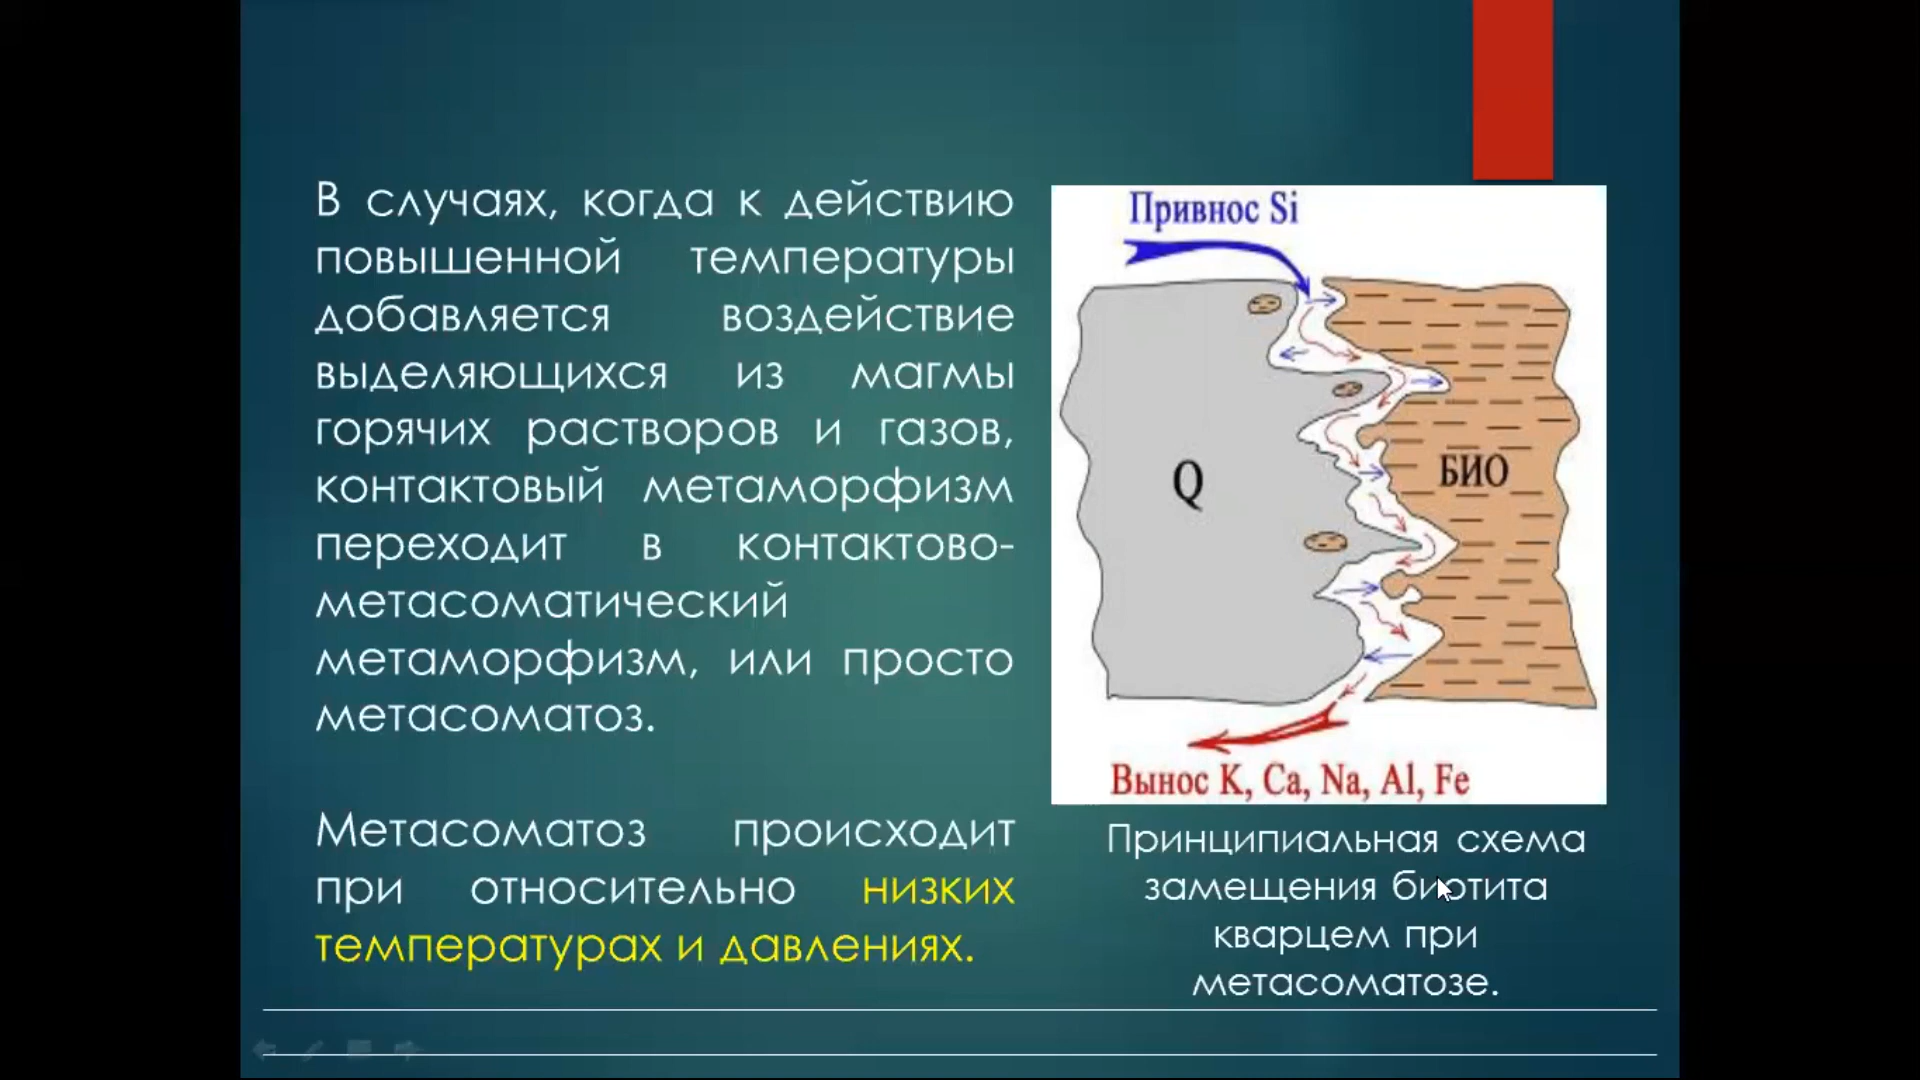 В случаях, когда к действию
повышенной температуры
добавляется воздействие
выделяющихся из магмы
горячих растворов и газов,
контактовый метаморфизм
переходит в контактово-
метасоматический
метаморфизм, или просто
метасоматоз.
Метасоматоз происходит
при относительно низких
температурах и давлениях.
Привнос Si
Q
БИО
Вынос K, Ca, Na, Al, Fe
Принципиальная схема
замещения биотита
кварцем при
метасоматозе.